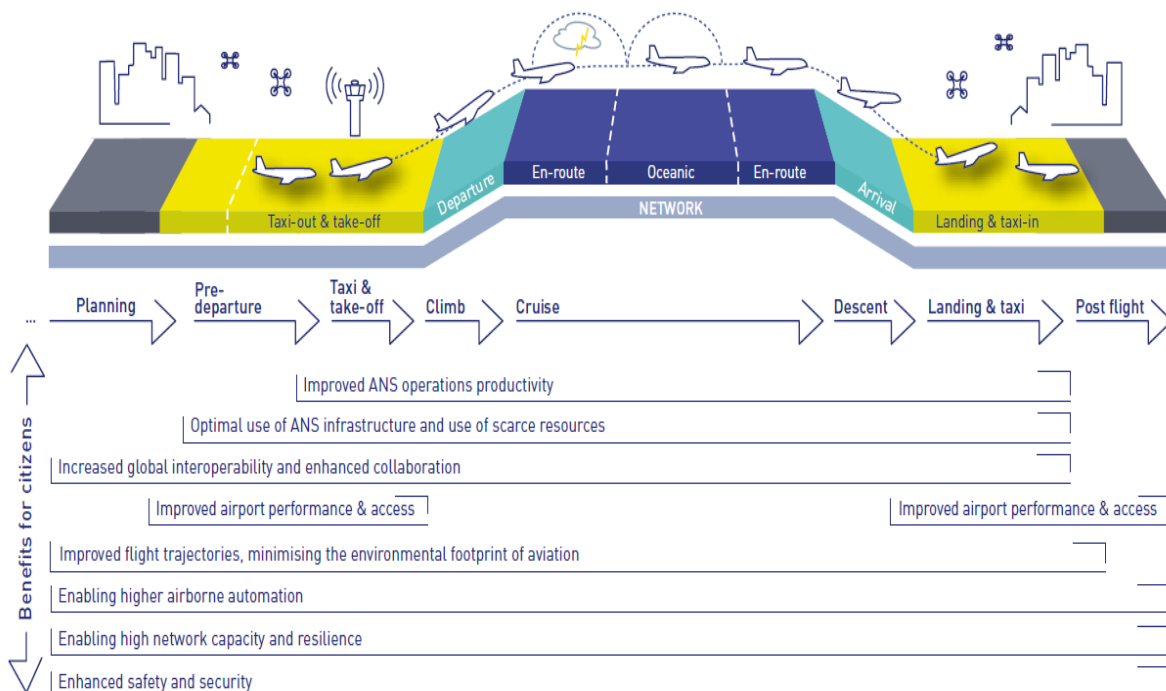 En-route
Oceanic
En-route
Departure
Arrival
NETWORK
Taxi-out & take-off
Landing & taxi-in
...
Planning
Pre-
departure
Taxi &
take-off
Climb
Cruise
Descent
Landing & taxi
Post flight
Benefits for citizens
Improved ANS operations productivity
Optimal use of ANS infrastructure and use of scarce resources
Increased global interoperability and enhanced collaboration
Improved airport performance & access
Improved airport performance & access
Improved flight trajectories, minimising the environmental footprint of aviation
Enabling higher airborne automation
Enabling high network capacity and resilience
Enhanced safety and security